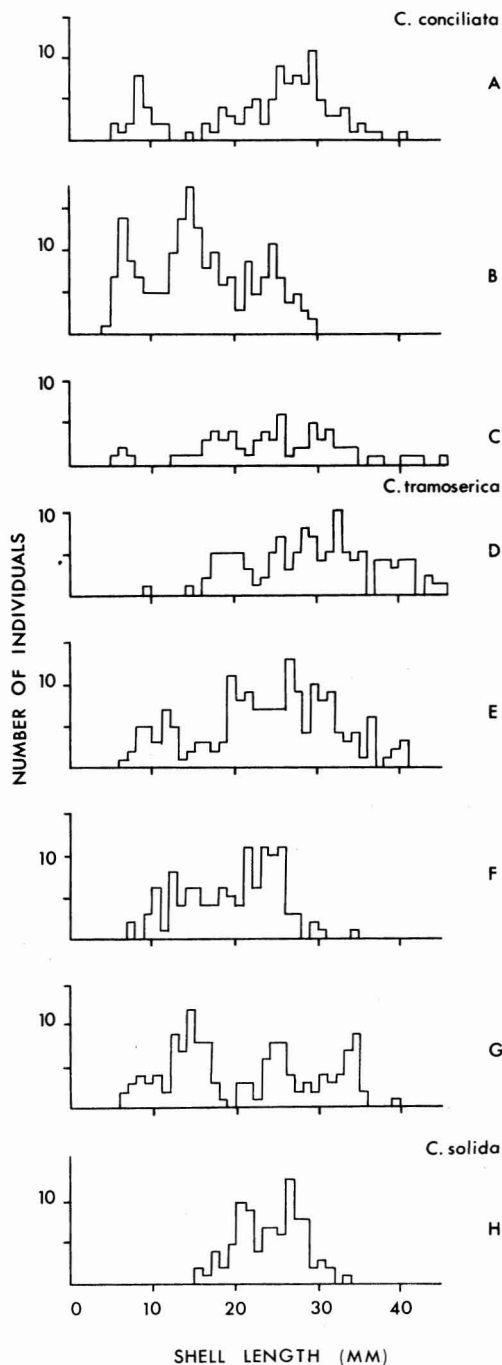 C. conciliata
10
A
10
B
10
C
C. tramoserica
10
D
10
E
10
F
10
G
C. solida
10
H
0 10 20 30 40
SHELL LENGTH (MM)
NUMBER OF INDIVIDUALS